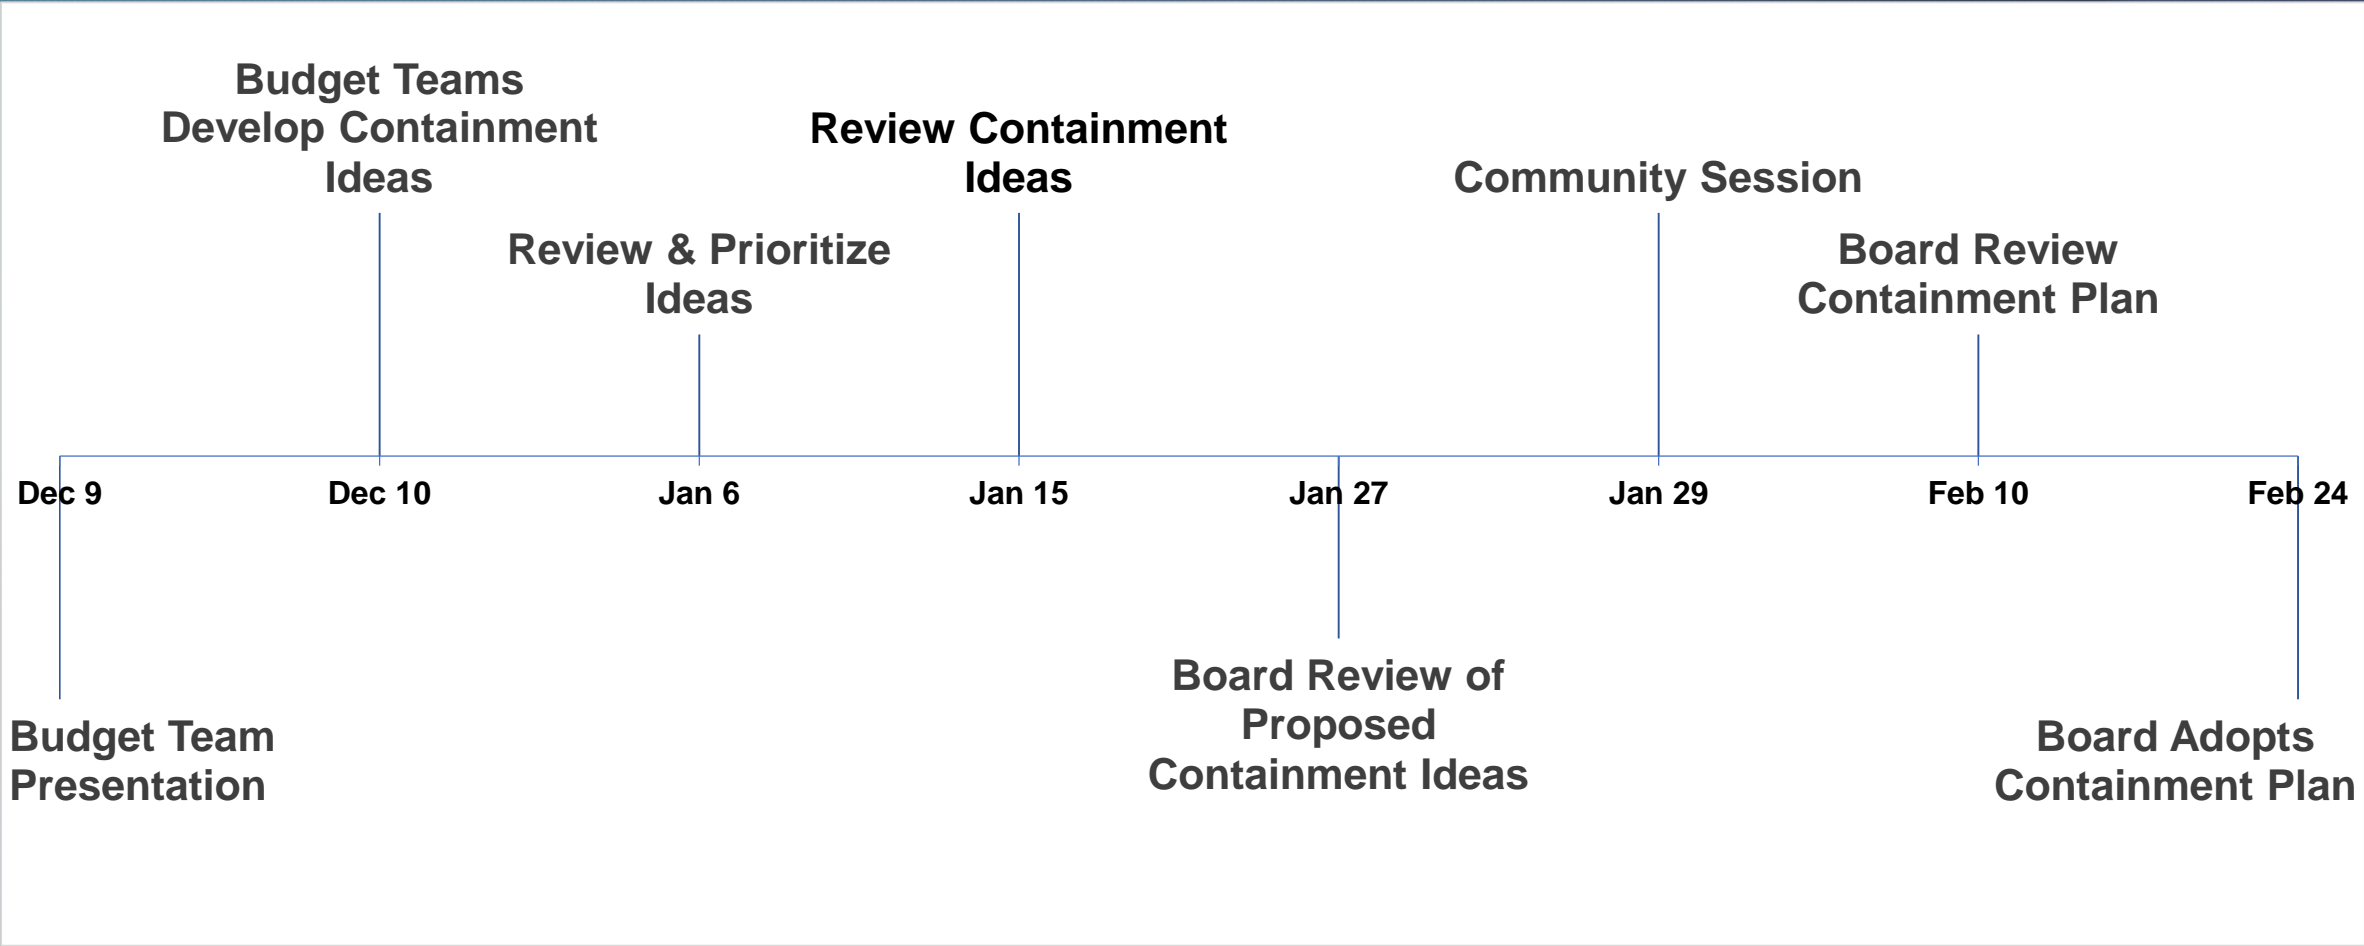 Budget Teams
Develop Containment
Ideas
Review & Prioritize
Ideas
Review Containment
Ideas
Community Session
Board Review
Containment Plan
Dec 9
Dec 10
Jan 6
Jan 15
Jan 27
Jan 29
Feb 10
Feb 24
Budget Team
Presentation
Board Review of
Proposed
Containment Ideas
Board Adopts
Containment Plan